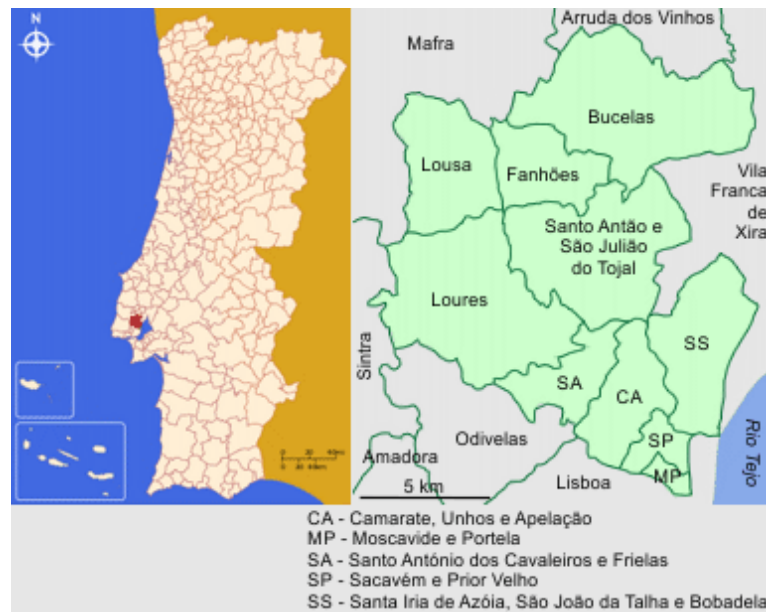 N
Arruda dos Vinhos
Mafra
Bucelas
Lousa
Fanhões
Vila
Franca
de
Xira
Santo Antão e
São Julião
do Tojal
Loures
SS
Sintra
SA
CA
SP
MP
Odivelas
Amadora
Lisboa
Rio Tejo
5 km
CA - Camarate, Unhos e Apelação
MP - Moscavide e Portela
SA - Santo António dos Cavaleiros e Frielas
SP - Sacavém e Prior Velho
SS - Santa Iria de Azóia, São João da Talha e Bobadela